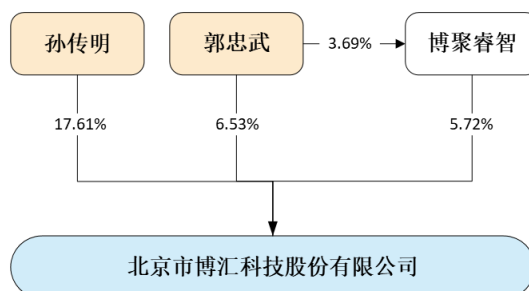 孙传明
郭忠武
3.69%
博聚睿智
17.61%
6.53%
5.72%
北京市博汇科技股份有限公司